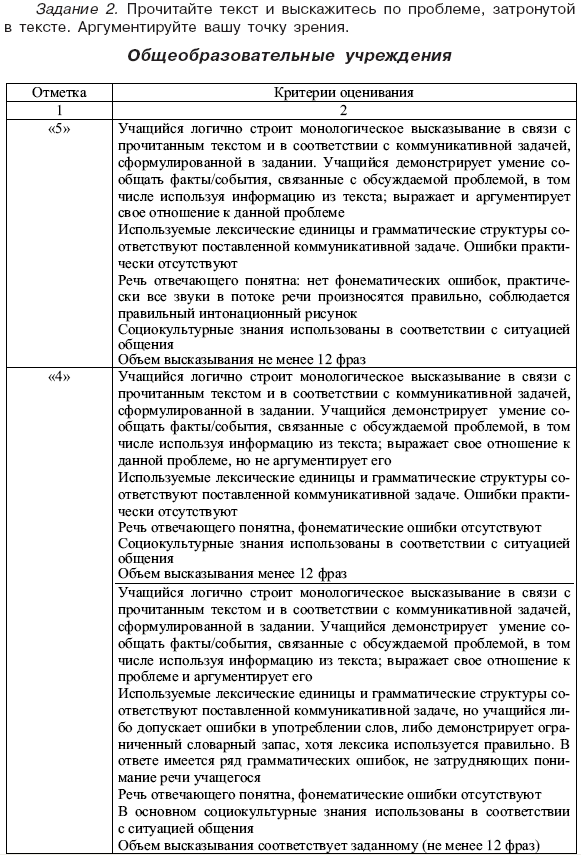 Задание 2. Прочитайте текст и выскажитесь по проблеме, затронутой
в тексте. Аргументируйте вашу точку зрения.
Общеобразовательные учреждения
Отметка Критерии оценивания
1 2
«5» Учащийся логично строит монологическое высказывание в связи с
прочитанным текстом и в соответствии с коммуникативной задачей,
сформулированной в задании. Учащийся демонстрирует умение со-
общать факты/события, связанные с обсуждаемой проблемой, в том
числе используя информацию из текста; выражает и аргументирует
свое отношение к данной проблеме
Используемые лексические единицы и грамматические структуры со-
ответствуют поставленной коммуникативной задаче. Ошибки практи-
чески отсутствуют
Речь отвечающего понятна: нет фонематических ошибок, практиче-
ски все звуки в потоке речи произносятся правильно, соблюдается
правильный интонационный рисунок
Социокультурные знания использованы в соответствии с ситуацией
общения
Объем высказывания не менее 12 фраз
«4» Учащийся логично строит монологическое высказывание в связи с
прочитанным текстом и в соответствии с коммуникативной задачей,
сформулированной в задании. Учащийся демонстрирует умение со-
общать факты/события, связанные с обсуждаемой проблемой, в том
числе используя информацию из текста; выражает свое отношение к
данной проблеме, но не аргументирует его
Используемые лексические единицы и грамматические структуры со-
ответствуют поставленной коммуникативной задаче. Ошибки практи-
чески отсутствуют
Речь отвечающего понятна, фонематические ошибки отсутствуют
Социокультурные знания использованы в соответствии с ситуацией
общения
Объем высказывания менее 12 фраз
Учащийся логично строит монологическое высказывание в связи с
прочитанным текстом и в соответствии с коммуникативной задачей,
сформулированной в задании. Учащийся демонстрирует умение со-
общать факты/события, связанные с обсуждаемой проблемой, в том
числе используя информацию из текста; выражает свое отношение к
проблеме и аргументирует его
Используемые лексические единицы и грамматические структуры со-
ответствуют поставленной коммуникативной задаче, но учащийся ли-
бо допускает ошибки в употреблении слов, либо демонстрирует огра-
ниченный словарный запас, хотя лексика используется правильно. В
ответе имеется ряд грамматических ошибок, не затрудняющих пони-
мание речи учащегося
Речь отвечающего понятна, фонематические ошибки отсутствуют
В основном социокультурные знания использованы в соответствии
с ситуацией общения
Объем высказывания соответствует заданному (не менее 12 фраз)